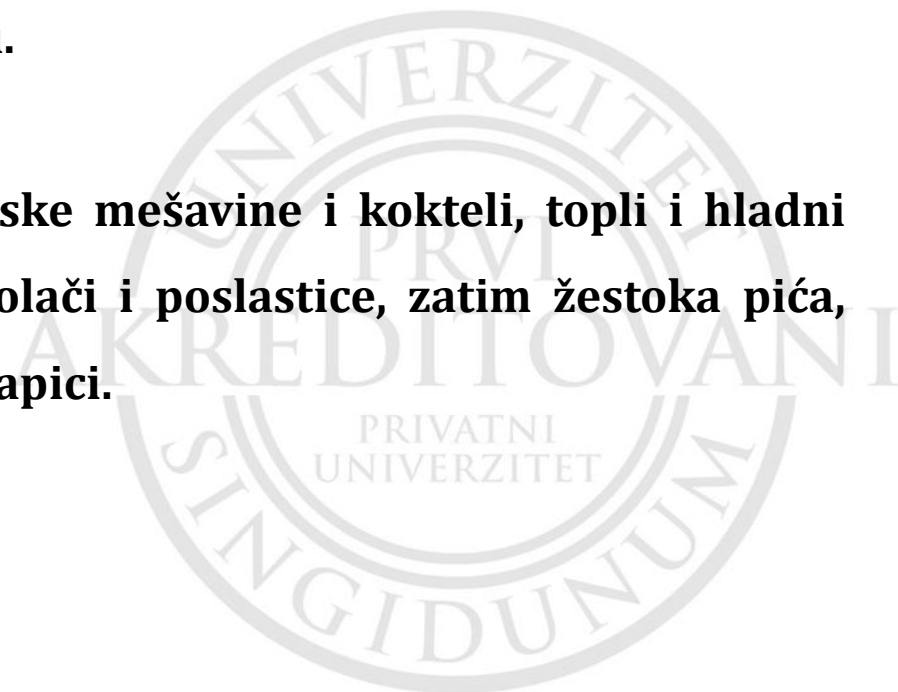 ske mešavine i kokteli, topli i hladni
olači i poslastice, zatim žestoka pića,
apici.
UNIVERZITET
PRVI
AKREDITOVANI
PRIVATNI
UNIVERZITET
SINGIDUNUM